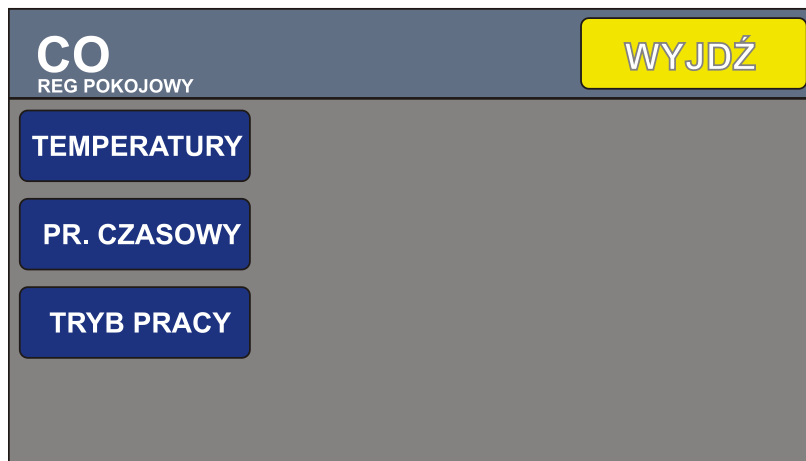 CO
REG POKOJOWY
WYJDŹ
TEMPERATURY
PR. CZASOWY
TRYB PRACY